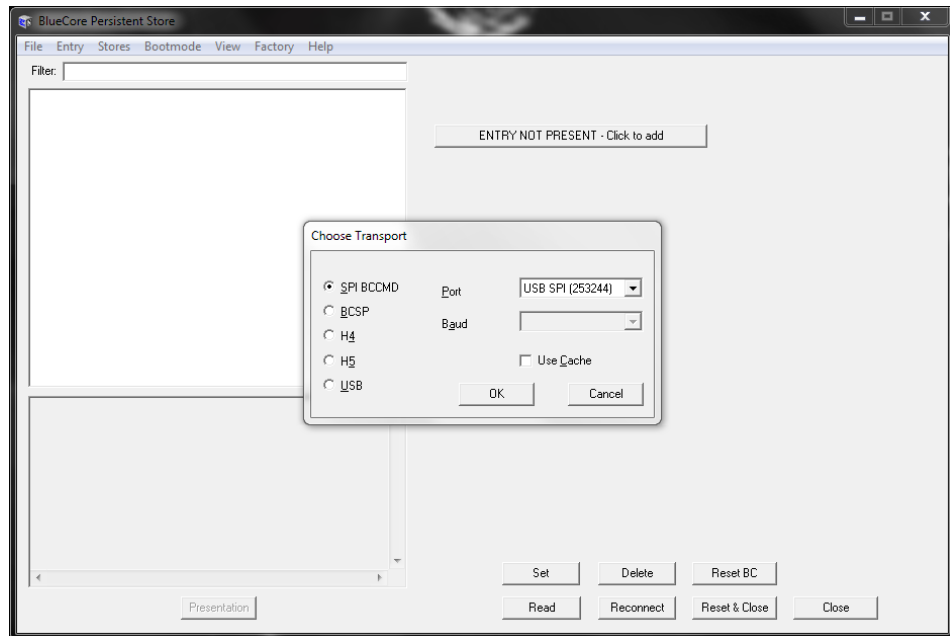 BlueCore Persistent Store
File Entry Stores Bootmode View Factory Help
Filter:
ENTRY NOT PRESENT - Click to add
Choose Transport
SPI BCCMD
BCSP
H4
H5
USB
Port
USB SPI (253244)
Baud
Use Cache
OK
Cancel
Set
Delete
Reset BC
Presentation
Read
Reconnect
Reset & Close
Close